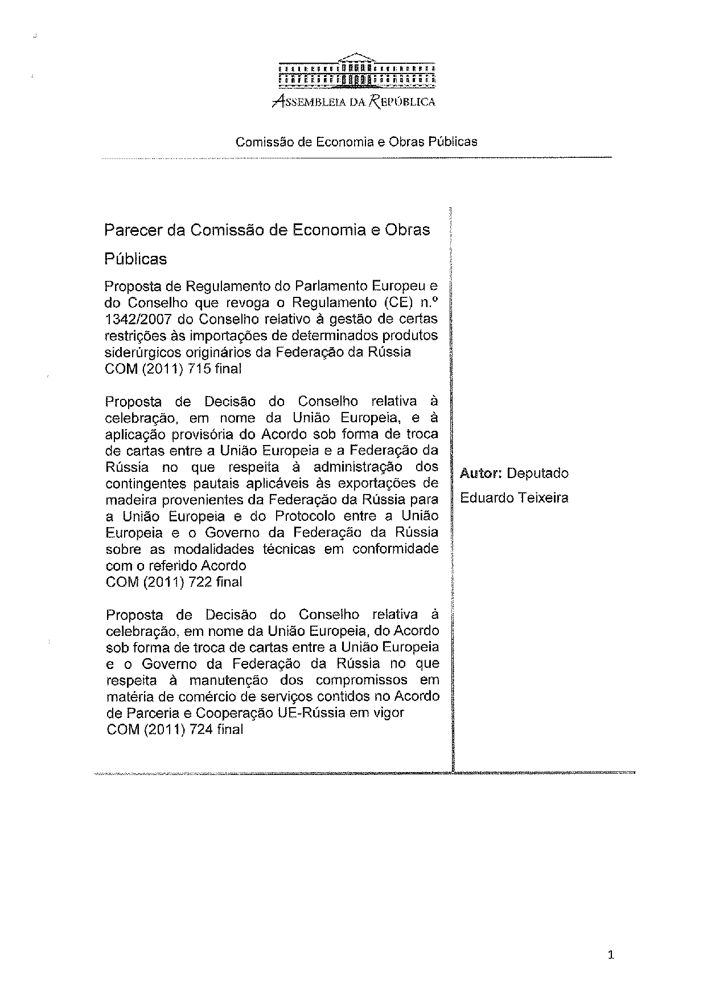 ASSEMBLEIA DA REPÚBLICA
Comissão de Economia e Obras Públicas
Parecer da Comissão de Economia e Obras
Públicas
Proposta de Regulamento do Parlamento Europeu e
do Conselho que revoga o Regulamento (CE) n.º
1342/2007 do Conselho relativo à gestão de certas
restrições às importações de determinados produtos
siderúrgicos originários da Federação da Rússia
COM (2011) 715 final
Proposta de Decisão do Conselho relativa à
celebração, em nome da União Europeia, e à
aplicação provisória do Acordo sob forma de troca
de cartas entre a União Europeia e a Federação da
Rússia no que respeita à administração dos
contingentes pautais aplicáveis às exportações de
madeira provenientes da Federação da Rússia para
a União Europeia e do Protocolo entre a União
Europeia e o Governo da Federação da Rússia
sobre as modalidades técnicas em conformidade
com o referido Acordo
COM (2011) 722 final
Proposta de Decisão do Conselho relativa à
celebração, em nome da União Europeia, do Acordo
sob forma de troca de cartas entre a União Europeia
e o Governo da Federação da Rússia no que
respeita à manutenção dos compromissos em
matéria de comércio de serviços contidos no Acordo
de Parceria e Cooperação UE-Rússia em vigor
COM (2011) 724 final
Autor: Deputado
Eduardo Teixeira
1